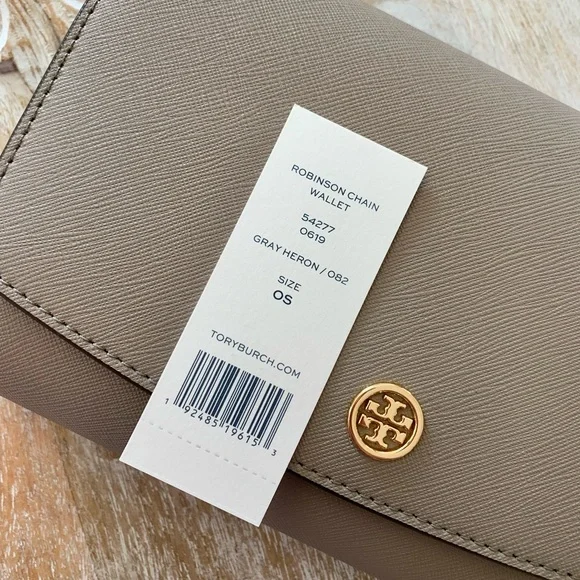 ROBINSON CHAIN
WALLET
54277
0619
GRAY HERON / 082
SIZE
OS
TORYBURCH.COM
1 92485 19615 3